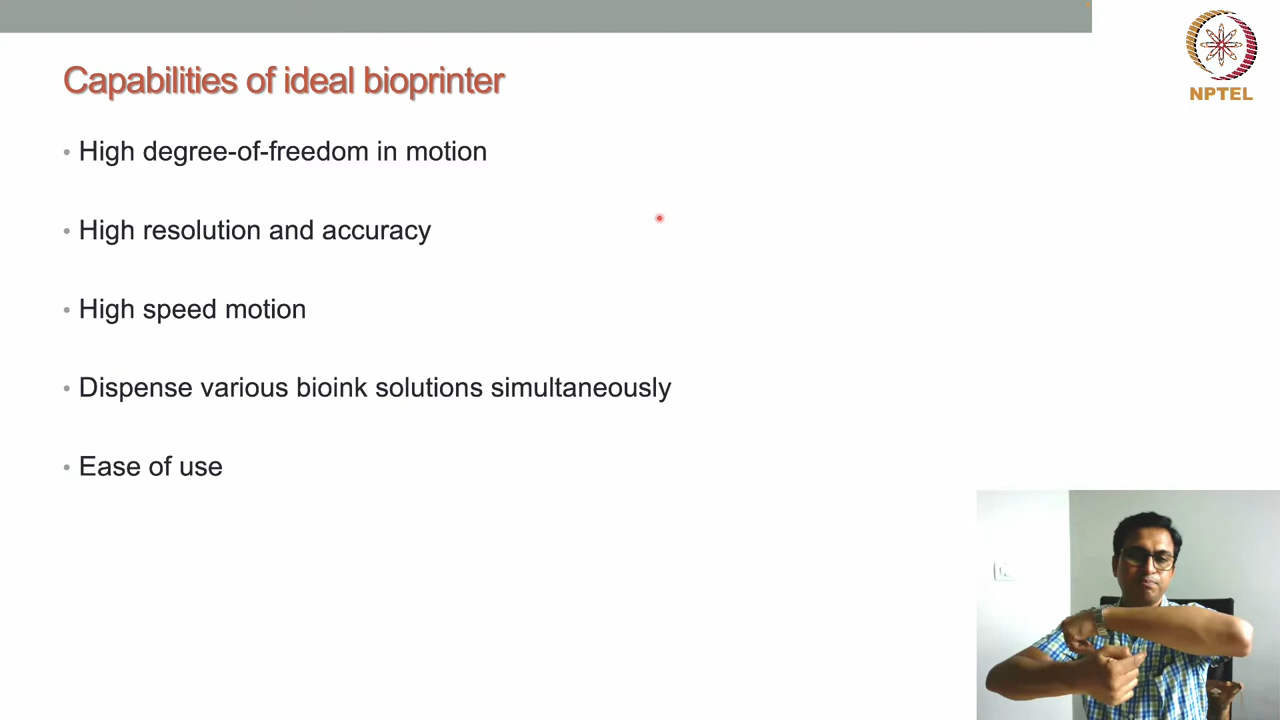 NPTEL
Capabilities of ideal bioprinter
• High degree-of-freedom in motion
• High resolution and accuracy
• High speed motion
• Dispense various bioink solutions simultaneously
• Ease of use